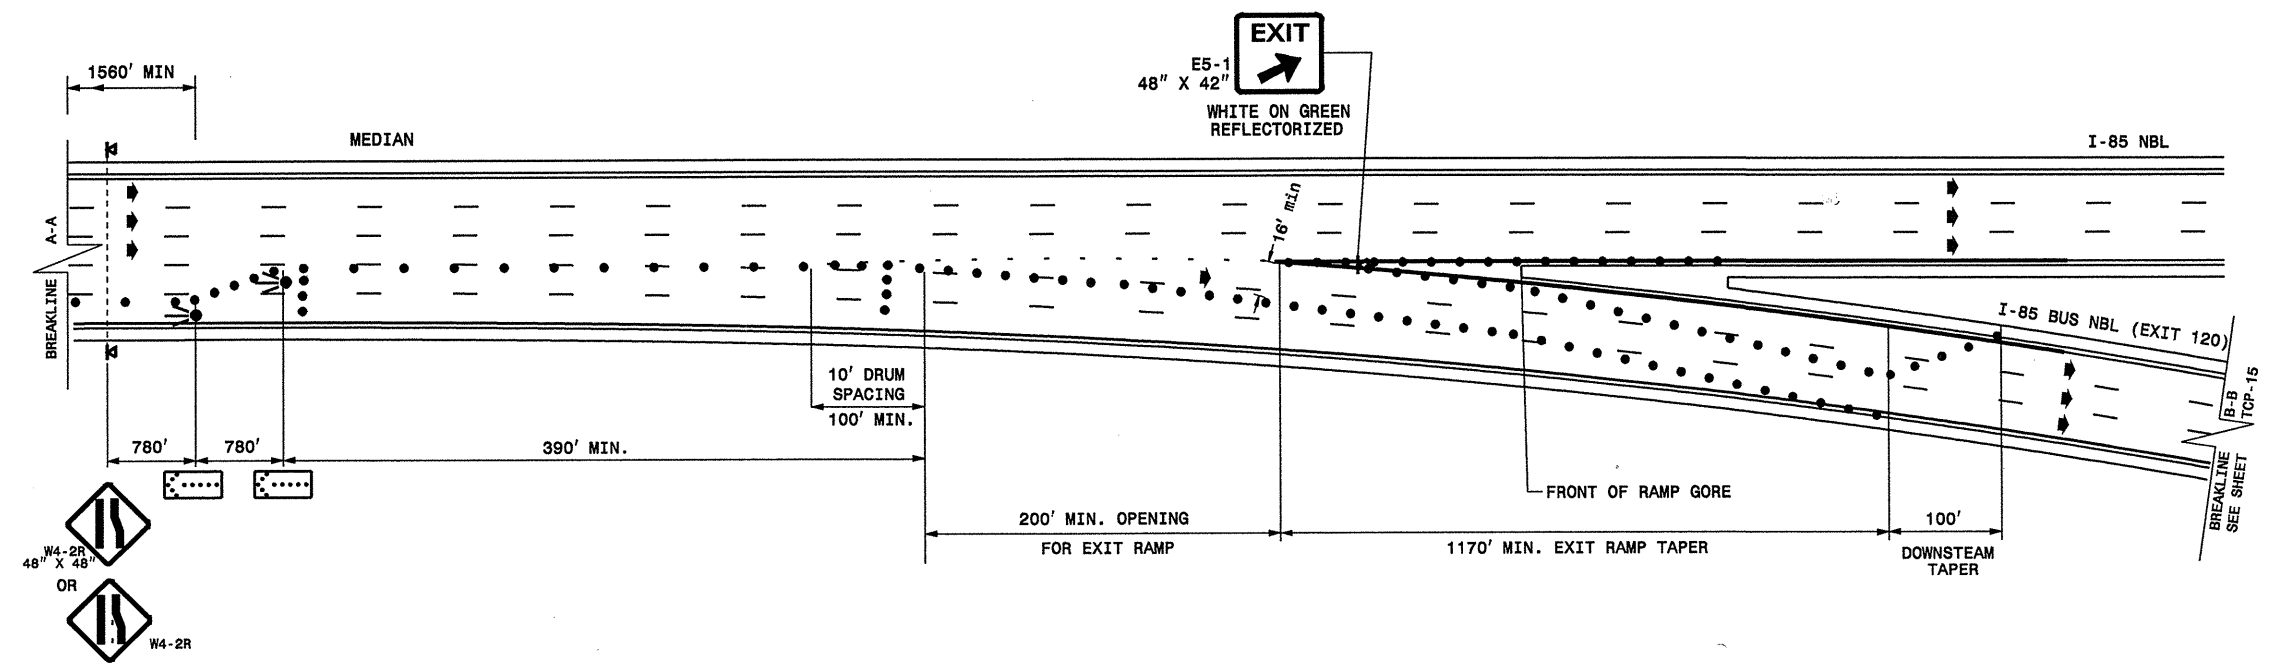 EXIT
E5-1
48" X 42"
WHITE ON GREEN
REFLECTORIZED
1560' MIN
MEDIAN
I-85 NBL
A-A
BREAKLINE
16' min
I-85 BUS NBL (EXIT 120)
10' DRUM
SPACING
100' MIN.
780'
780'
390' MIN.
FRONT OF RAMP GORE
200' MIN. OPENING
FOR EXIT RAMP
1170' MIN. EXIT RAMP TAPER
100'
DOWNSTEAM
TAPER
B-B
TCP-15
BREAKLINE
SEE SHEET
W4-2R
48" X 48"
OR
W4-2R